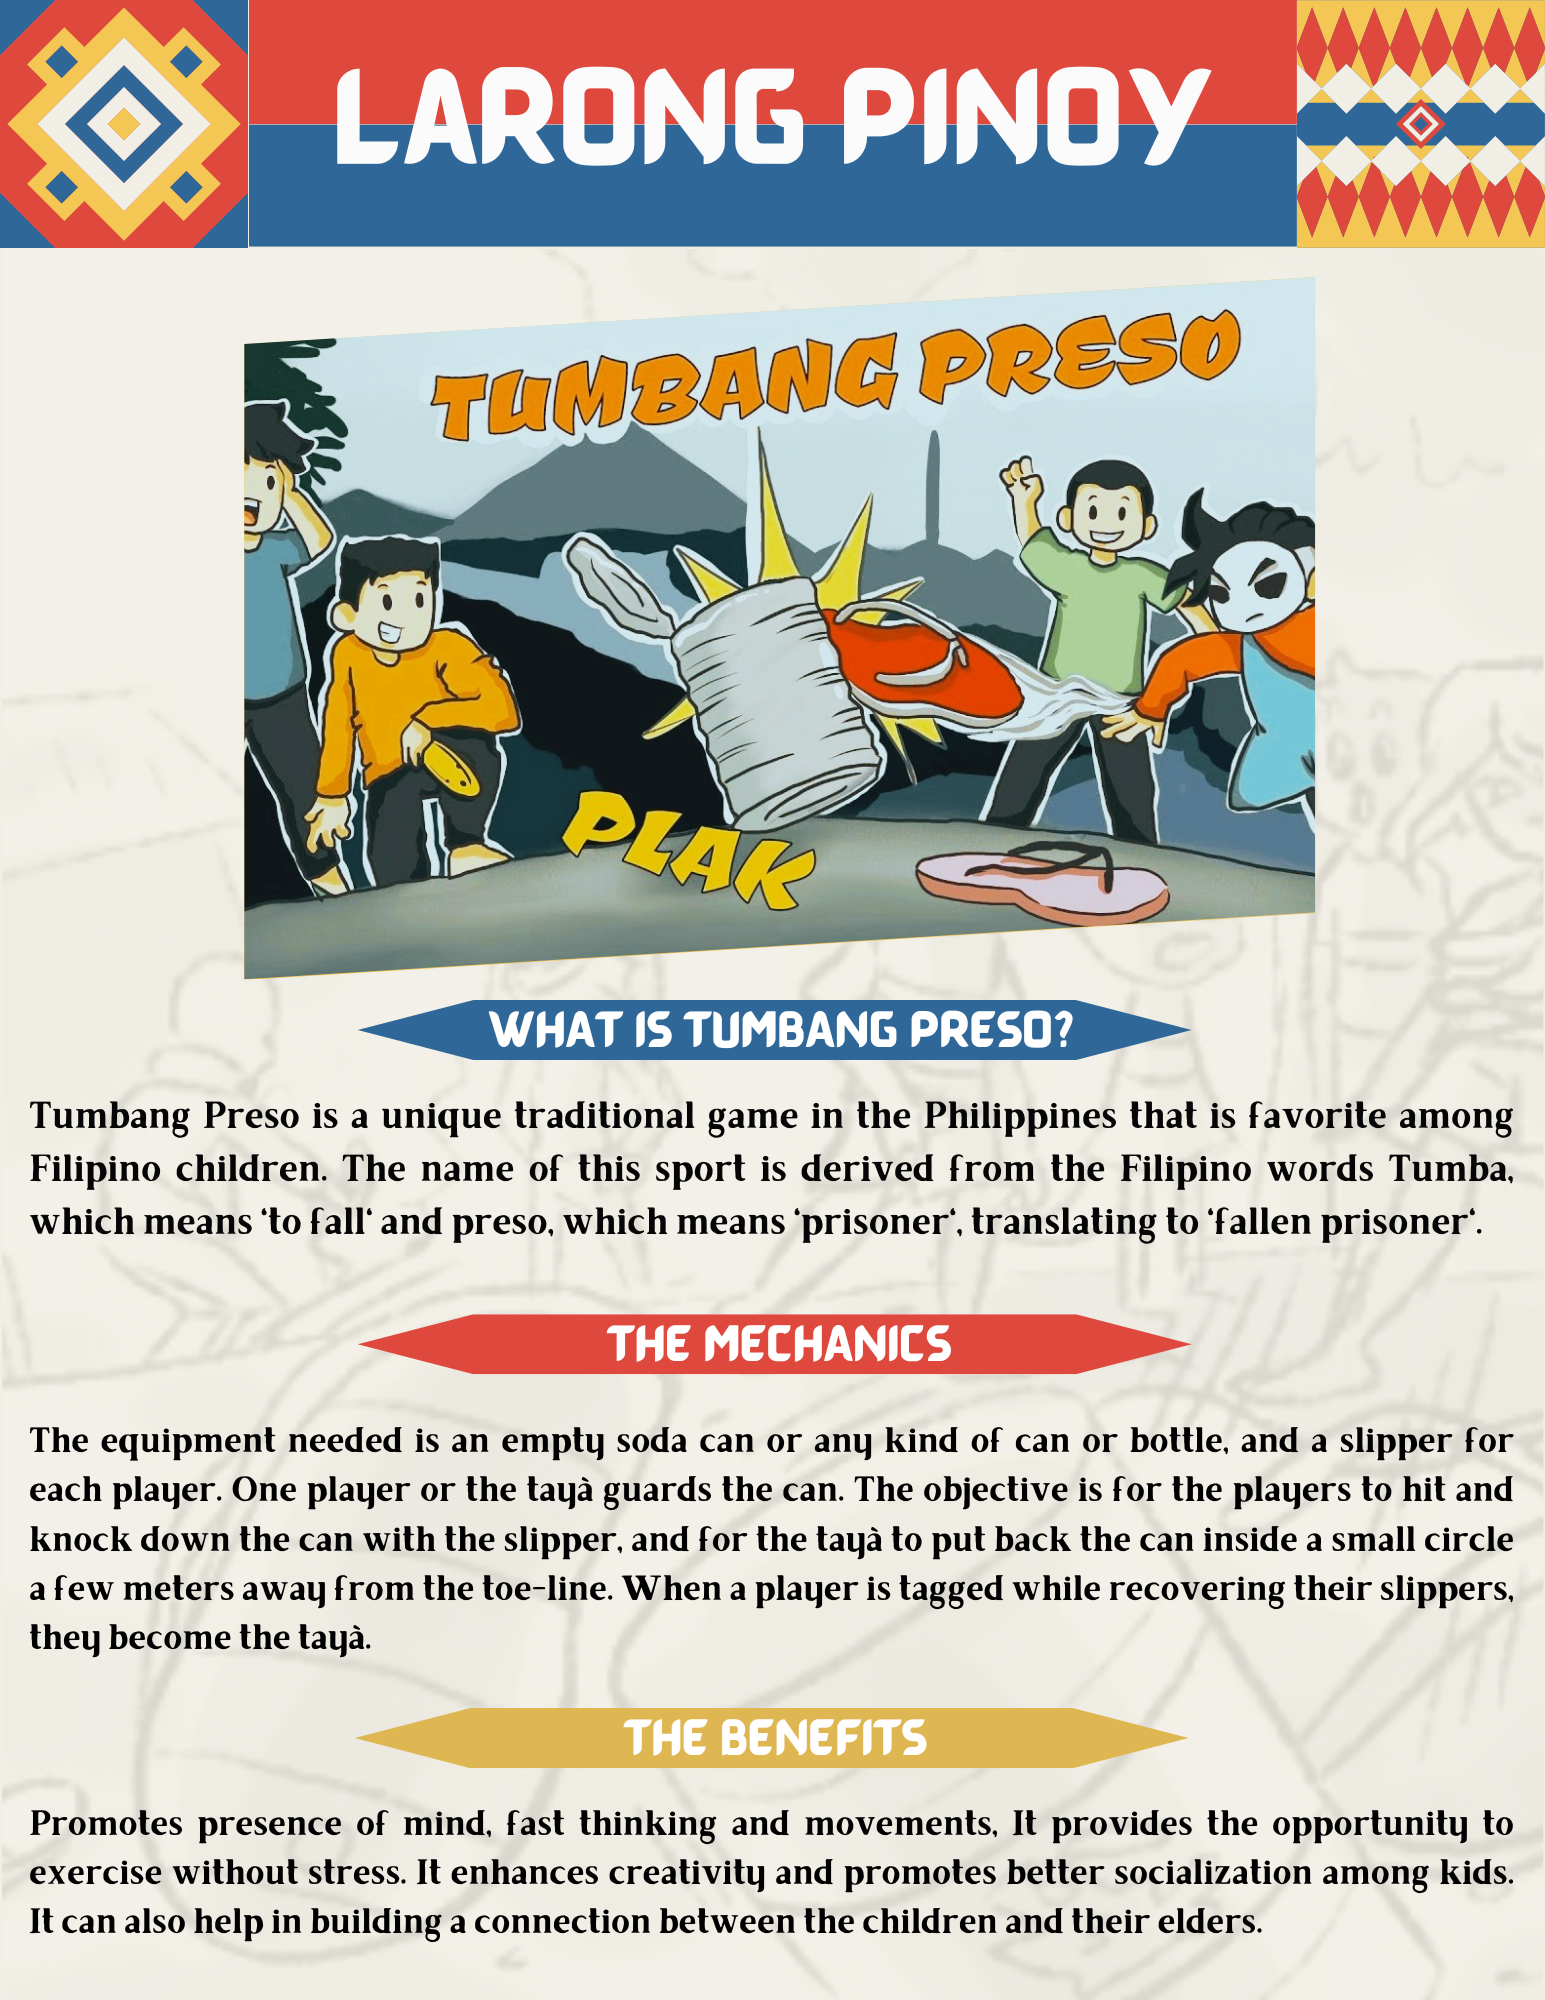 LARONG PINOY
TUMBANG PRESO
PLAK
WHAT IS TUMBANG PRESO?
Tumbang Preso is a unique traditional game in the Philippines that is favorite among
Filipino children. The name of this sport is derived from the Filipino words Tumba,
which means ‘to fall‘ and preso, which means ‘prisoner‘, translating to ‘fallen prisoner‘.
THE MECHANICS
The equipment needed is an empty soda can or any kind of can or bottle, and a slipper for
each player. One player or the tayà guards the can. The objective is for the players to hit and
knock down the can with the slipper, and for the tayà to put back the can inside a small circle
a few meters away from the toe-line. When a player is tagged while recovering their slippers,
they become the tayà.
THE BENEFITS
Promotes presence of mind, fast thinking and movements, It provides the opportunity to
exercise without stress. It enhances creativity and promotes better socialization among kids.
It can also help in building a connection between the children and their elders.